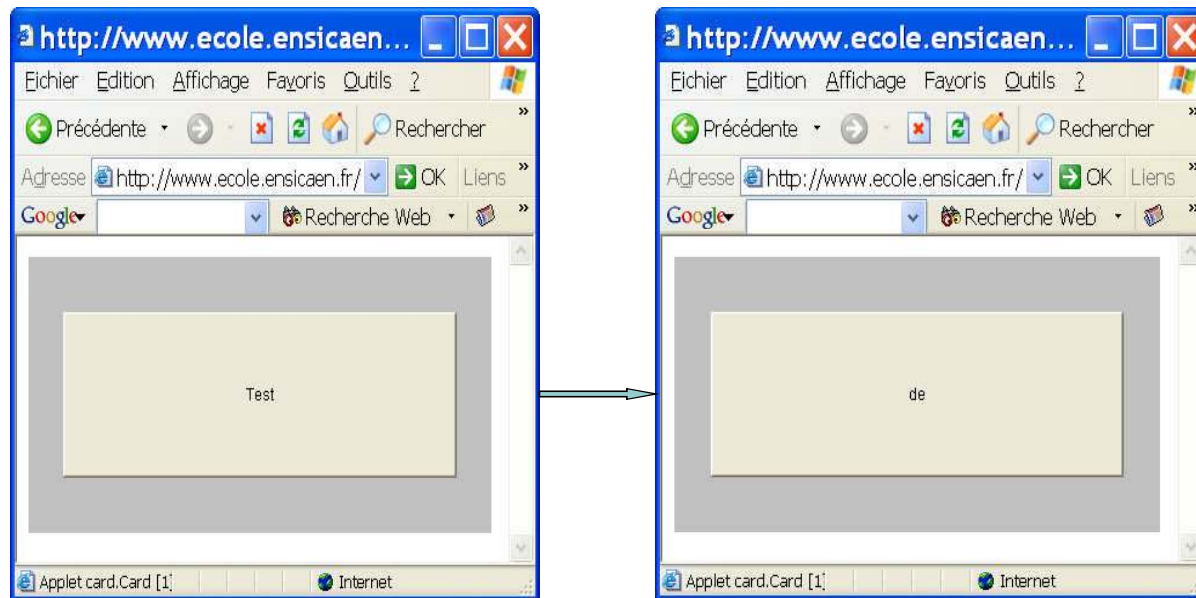 http://www.ecole.ensicaen...
Fichier Edition Affichage Favoris Outils ?
Précédente Rechercher »
Adresse http://www.ecole.ensicaen.fr/ OK Liens »
Google Recherche Web »
Test
Applet card.Card [1] Internet
http://www.ecole.ensicaen...
Fichier Edition Affichage Favoris Outils ?
Précédente Rechercher »
Adresse http://www.ecole.ensicaen.fr/ OK Liens »
Google Recherche Web »
de
Applet card.Card [1] Internet